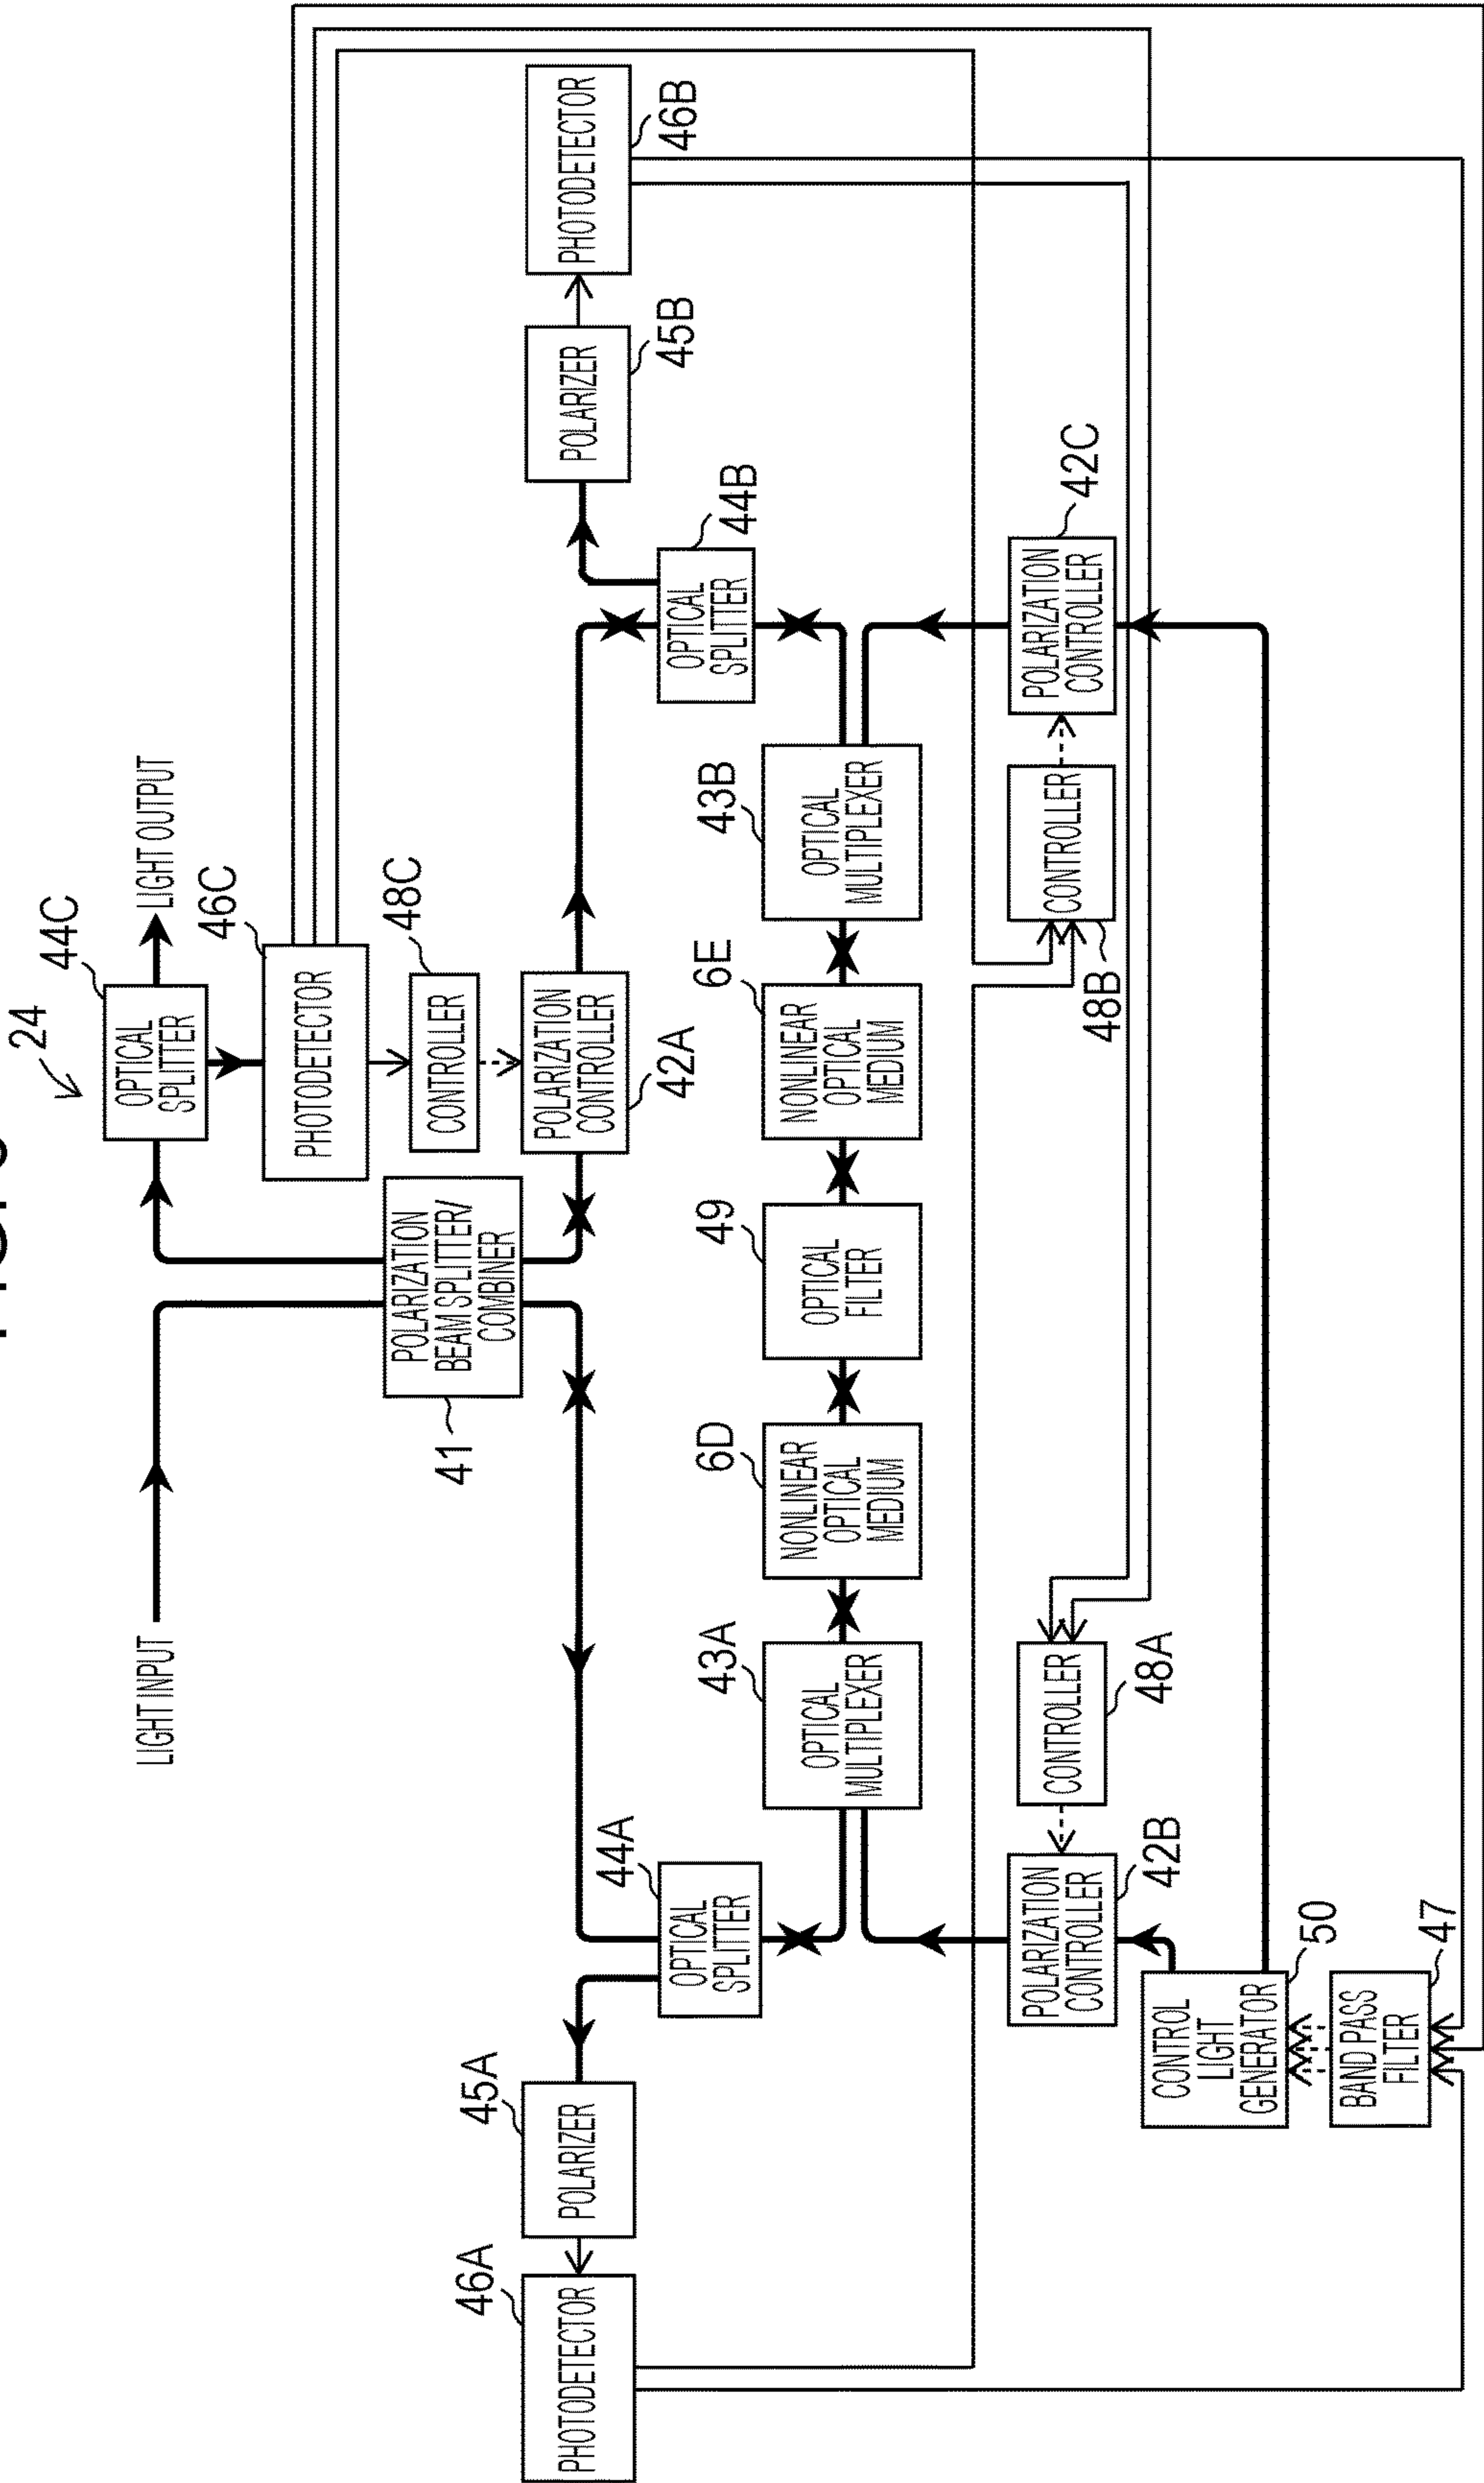 24
44C
LIGHT INPUT
OPTICAL
SPLITTER
LIGHT OUTPUT
46C
PHOTODETECTOR
41
POLARIZATION
BEAM SPLITTER/
COMBINER
48C
CONTROLLER
46A
PHOTODETECTOR
45A
POLARIZER
POLARIZATION
CONTROLLER
42A
POLARIZER
45B
PHOTODETECTOR
46B
44A
OPTICAL
SPLITTER
OPTICAL
SPLITTER
44B
43A
OPTICAL
MULTIPLEXER
6D
NONLINEAR
OPTICAL
MEDIUM
49
OPTICAL
FILTER
6E
NONLINEAR
OPTICAL
MEDIUM
43B
OPTICAL
MULTIPLEXER
POLARIZATION
CONTROLLER
42B
CONTROLLER
48A
CONTROLLER
48B
POLARIZATION
CONTROLLER
42C
CONTROL
LIGHT
GENERATOR
50
BAND PASS
FILTER
47